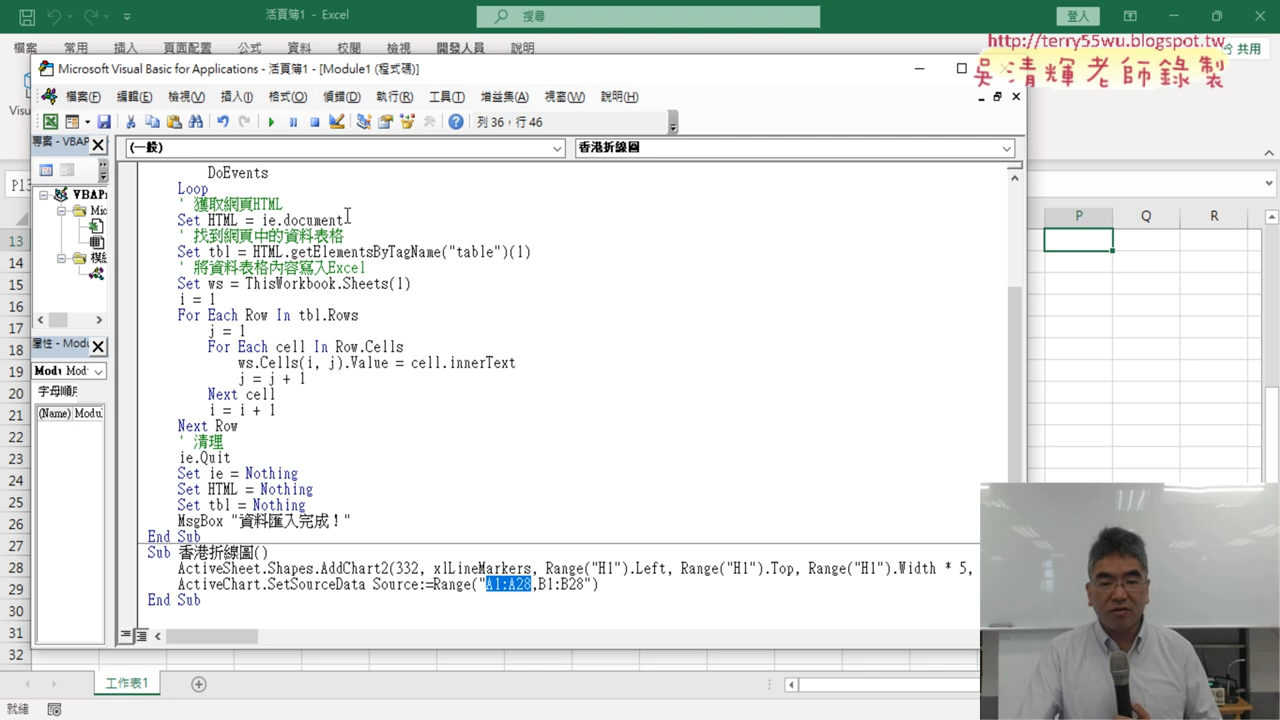 活頁簿1 - Excel
搜尋
登入
檔案 常用 插入 頁面配置 公式 資料 校閱 檢視 開發人員 說明
共用
http://terry55wu.blogspot.tw
吳清輝老師錄製
Microsoft Visual Basic for Applications - 活頁簿1 - [Module1 (程式碼)]
檔案(F) 編輯(E) 檢視(V) 插入(I) 格式(O) 偵錯(D) 執行(R) 工具(T) 增益集(A) 視窗(W) 說明(H)
列 36，行 46
專案 - VBAP
(一般)
香港折線圖
DoEvents
Loop
' 獲取網頁HTML
Set HTML = ie.document
' 找到網頁中的資料表格
Set tbl = HTML.getElementsByTagName("table")(1)
' 將資料表格內容寫入Excel
Set ws = ThisWorkbook.Sheets(1)
i = 1
For Each Row In tbl.Rows
j = 1
For Each cell In Row.Cells
ws.Cells(i, j).Value = cell.innerText
j = j + 1
Next cell
i = i + 1
Next Row
' 清理
ie.Quit
Set ie = Nothing
Set HTML = Nothing
Set tbl = Nothing
MsgBox "資料匯入完成！"
End Sub
Sub 香港折線圖()
ActiveSheet.Shapes.AddChart2(332, xlLineMarkers, Range("H1").Left, Range("H1").Top, Range("H1").Width * 5,
ActiveChart.SetSourceData Source:=Range("A1:A28,B1:B28")
End Sub
VBAP
Mic
屬性 - Modu
Modu Mod
字母順序
(Name) Modu
P Q R
13
14
15
16
17
18
19
20
21
22
23
24
25
26
27
28
29
30
31
32
工作表1
就緒